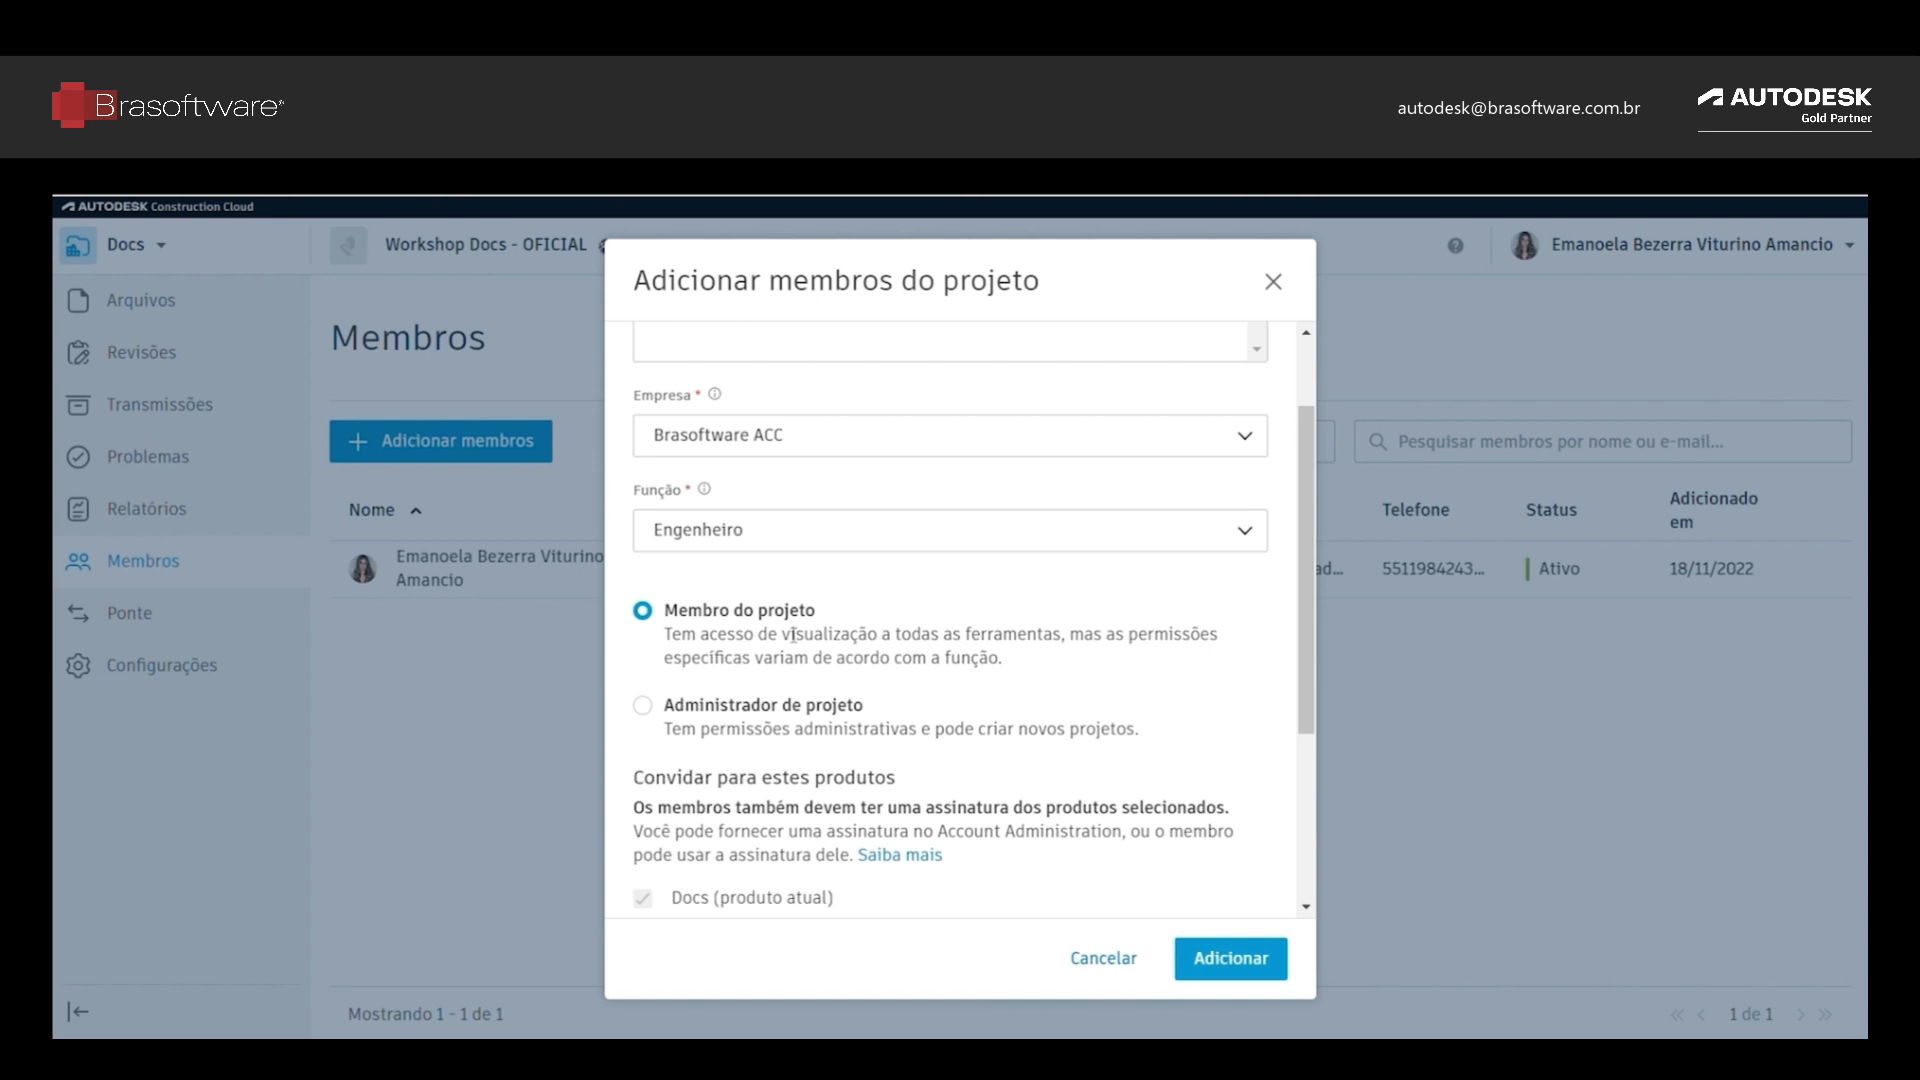 Brasoftware
autodesk@brasoftware.com.br
AUTODESK
Gold Partner
AUTODESK Construction Cloud
Docs
Workshop Docs - OFICIAL
Emanoela Bezerra Viturino Amancio
Arquivos
Revisões
Transmissões
Problemas
Relatórios
Membros
Ponte
Configurações
Membros
Adicionar membros
Pesquisar membros por nome ou e-mail...
Nome
Telefone
Status
Adicionado
em
Emanoela Bezerra Viturino
Amancio
ad...
5511984243...
Ativo
18/11/2022
Mostrando 1 - 1 de 1
1 de 1
Adicionar membros do projeto
Empresa *
Brasoftware ACC
Função *
Engenheiro
Membro do projeto
Tem acesso de visualização a todas as ferramentas, mas as permissões
específicas variam de acordo com a função.
Administrador de projeto
Tem permissões administrativas e pode criar novos projetos.
Convidar para estes produtos
Os membros também devem ter uma assinatura dos produtos selecionados.
Você pode fornecer uma assinatura no Account Administration, ou o membro
pode usar a assinatura dele. Saiba mais
Docs (produto atual)
Cancelar
Adicionar